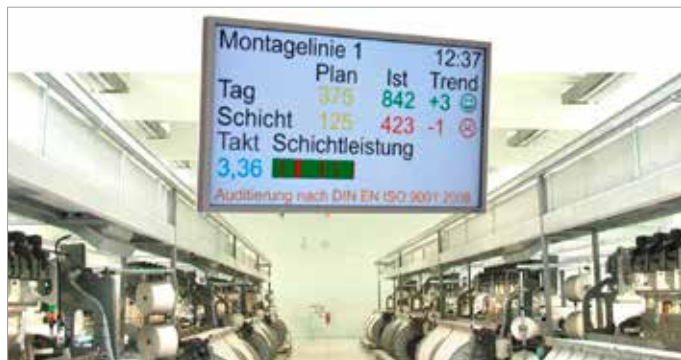 Montagelinie 1 12:37
Plan Ist Trend
Tag 375 842 +3
Schicht 125 423 -1
Takt Schichtleistung
3,36
Auditierung nach DIN EN ISO 9001:2008